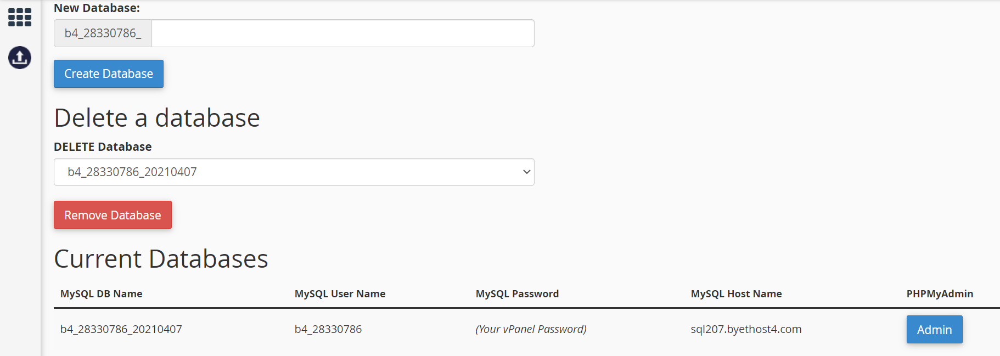 New Database:
b4_28330786_
Create Database
Delete a database
DELETE Database
b4_28330786_20210407
Remove Database
Current Databases
MySQL DB Name MySQL User Name MySQL Password MySQL Host Name PHPMyAdmin
b4_28330786_20210407 b4_28330786 (Your vPanel Password) sql207.byethost4.com Admin